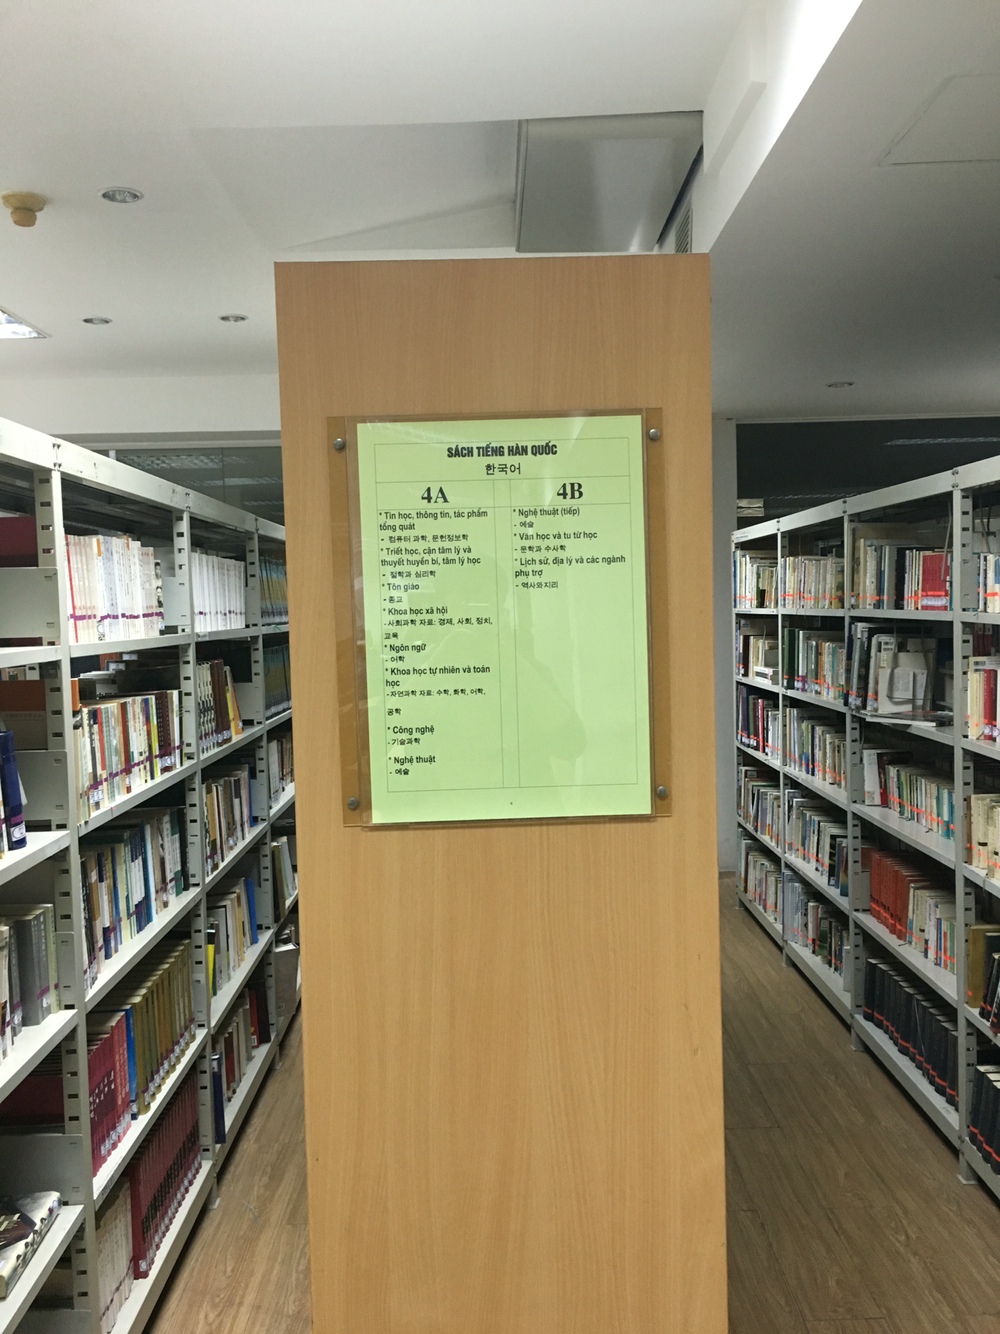 SÁCH TIẾNG HÀN QUỐC
한국어
4A
* Tin học, thông tin, tác phẩm
tổng quát
- 컴퓨터 과학, 문헌정보학
* Triết học, cận tâm lý và
thuyết huyền bí, tâm lý học
- 철학과 심리학
* Tôn giáo
- 종교
* Khoa học xã hội
- 사회과학 자료: 경제, 사회, 정치,
교육
* Ngôn ngữ
- 어학
* Khoa học tự nhiên và toán
học
- 자연과학 자료: 수학, 화학, 어학,
공학
* Công nghệ
- 기술과학
* Nghệ thuật
- 예술
4B
* Nghệ thuật (tiếp)
- 예술
* Văn học và tu từ học
- 문학과 수사학
* Lịch sử, địa lý và các ngành
phụ trợ
- 역사와지리